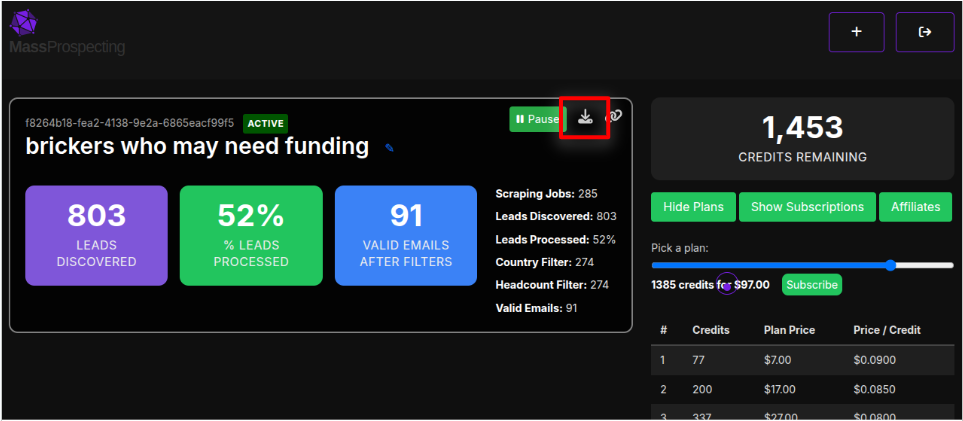 MassProspecting
f8264b18-fea2-4138-9e2a-6865eacf99f5 ACTIVE
Pause
brickers who may need funding
803
LEADS
DISCOVERED
52%
% LEADS
PROCESSED
91
VALID EMAILS
AFTER FILTERS
Scraping Jobs: 285
Leads Discovered: 803
Leads Processed: 52%
Country Filter: 274
Headcount Filter: 274
Valid Emails: 91
1,453
CREDITS REMAINING
Hide Plans Show Subscriptions Affiliates
Pick a plan:
1385 credits for $97.00 Subscribe
# Credits Plan Price Price / Credit
1 77 $7.00 $0.0900
2 200 $17.00 $0.0850
3 337 $27.00 $0.0800